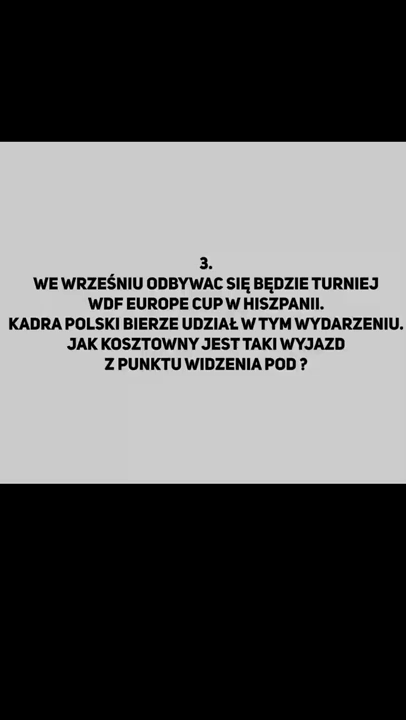 3.
WE WRZEŚNIU ODBYWAC SIĘ BĘDZIE TURNIEJ
WDF EUROPE CUP W HISZPANII.
KADRA POLSKI BIERZE UDZIAŁ W TYM WYDARZENIU.
JAK KOSZTOWNY JEST TAKI WYJAZD
Z PUNKTU WIDZENIA POD ?